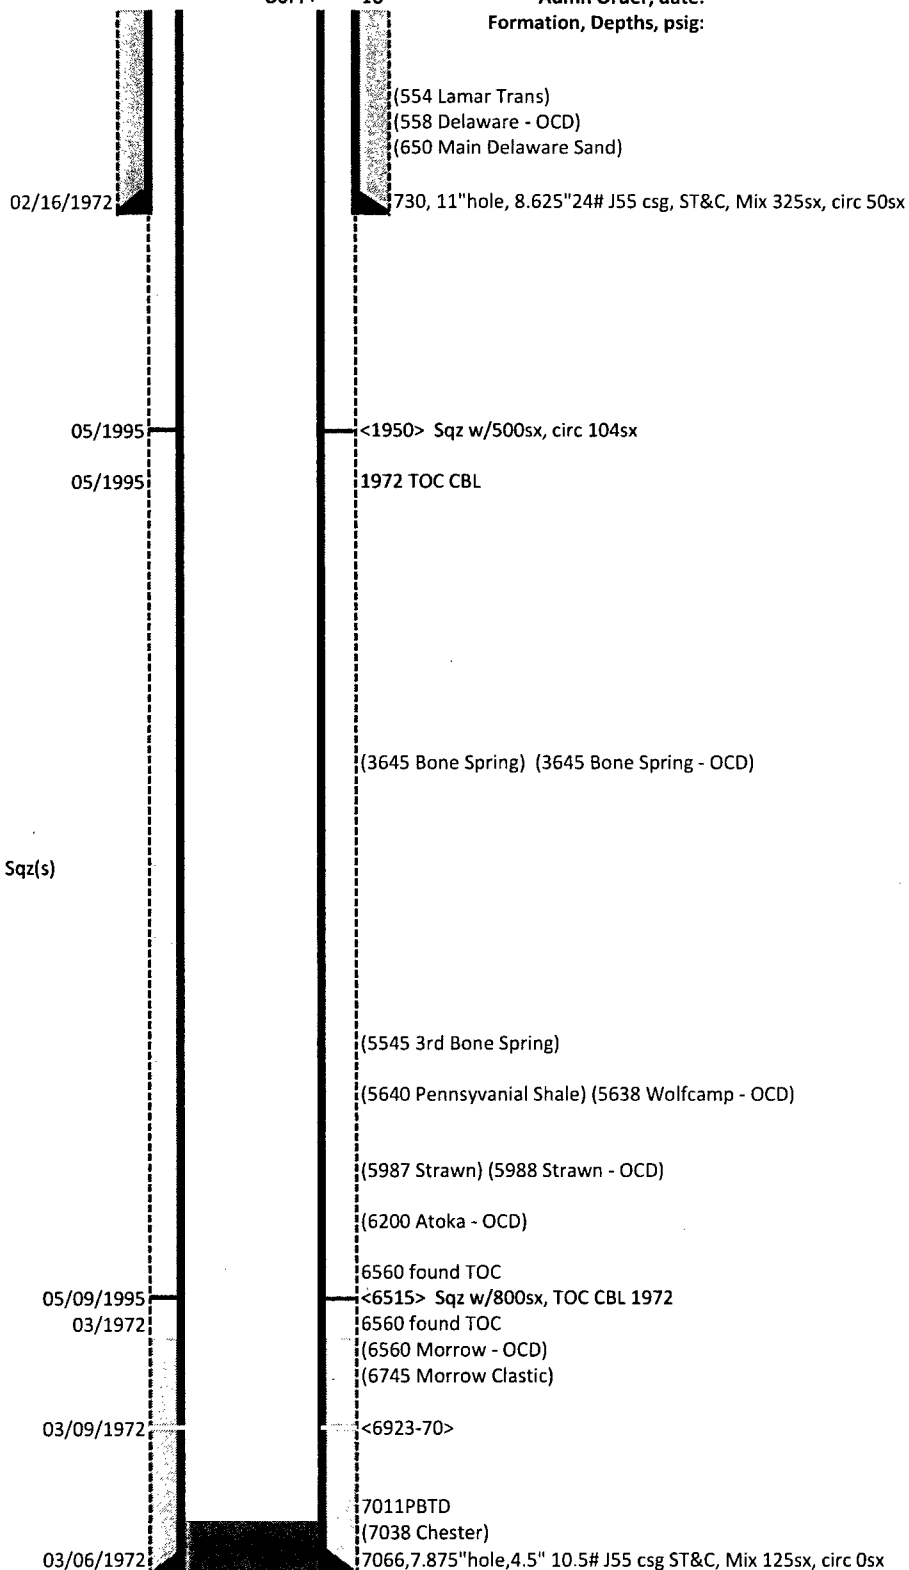 Formation, Depths, psig:
(554 Lamar Trans)
(558 Delaware - OCD)
(650 Main Delaware Sand)
02/16/1972 730, 11"hole, 8.625"24# J55 csg, ST&C, Mix 325sx, circ 50sx
05/1995 <1950> Sqz w/500sx, circ 104sx
05/1995 1972 TOC CBL
(3645 Bone Spring) (3645 Bone Spring - OCD)
Sqz(s)
(5545 3rd Bone Spring)
(5640 Pennsyvanial Shale) (5638 Wolfcamp - OCD)
(5987 Strawn) (5988 Strawn - OCD)
(6200 Atoka - OCD)
6560 found TOC
05/09/1995 <6515> Sqz w/800sx, TOC CBL 1972
03/1972 6560 found TOC
(6560 Morrow - OCD)
(6745 Morrow Clastic)
03/09/1972 <6923-70>
7011PBTD
(7038 Chester)
03/06/1972 7066,7.875"hole,4.5" 10.5# J55 csg ST&C, Mix 125sx, circ 0sx